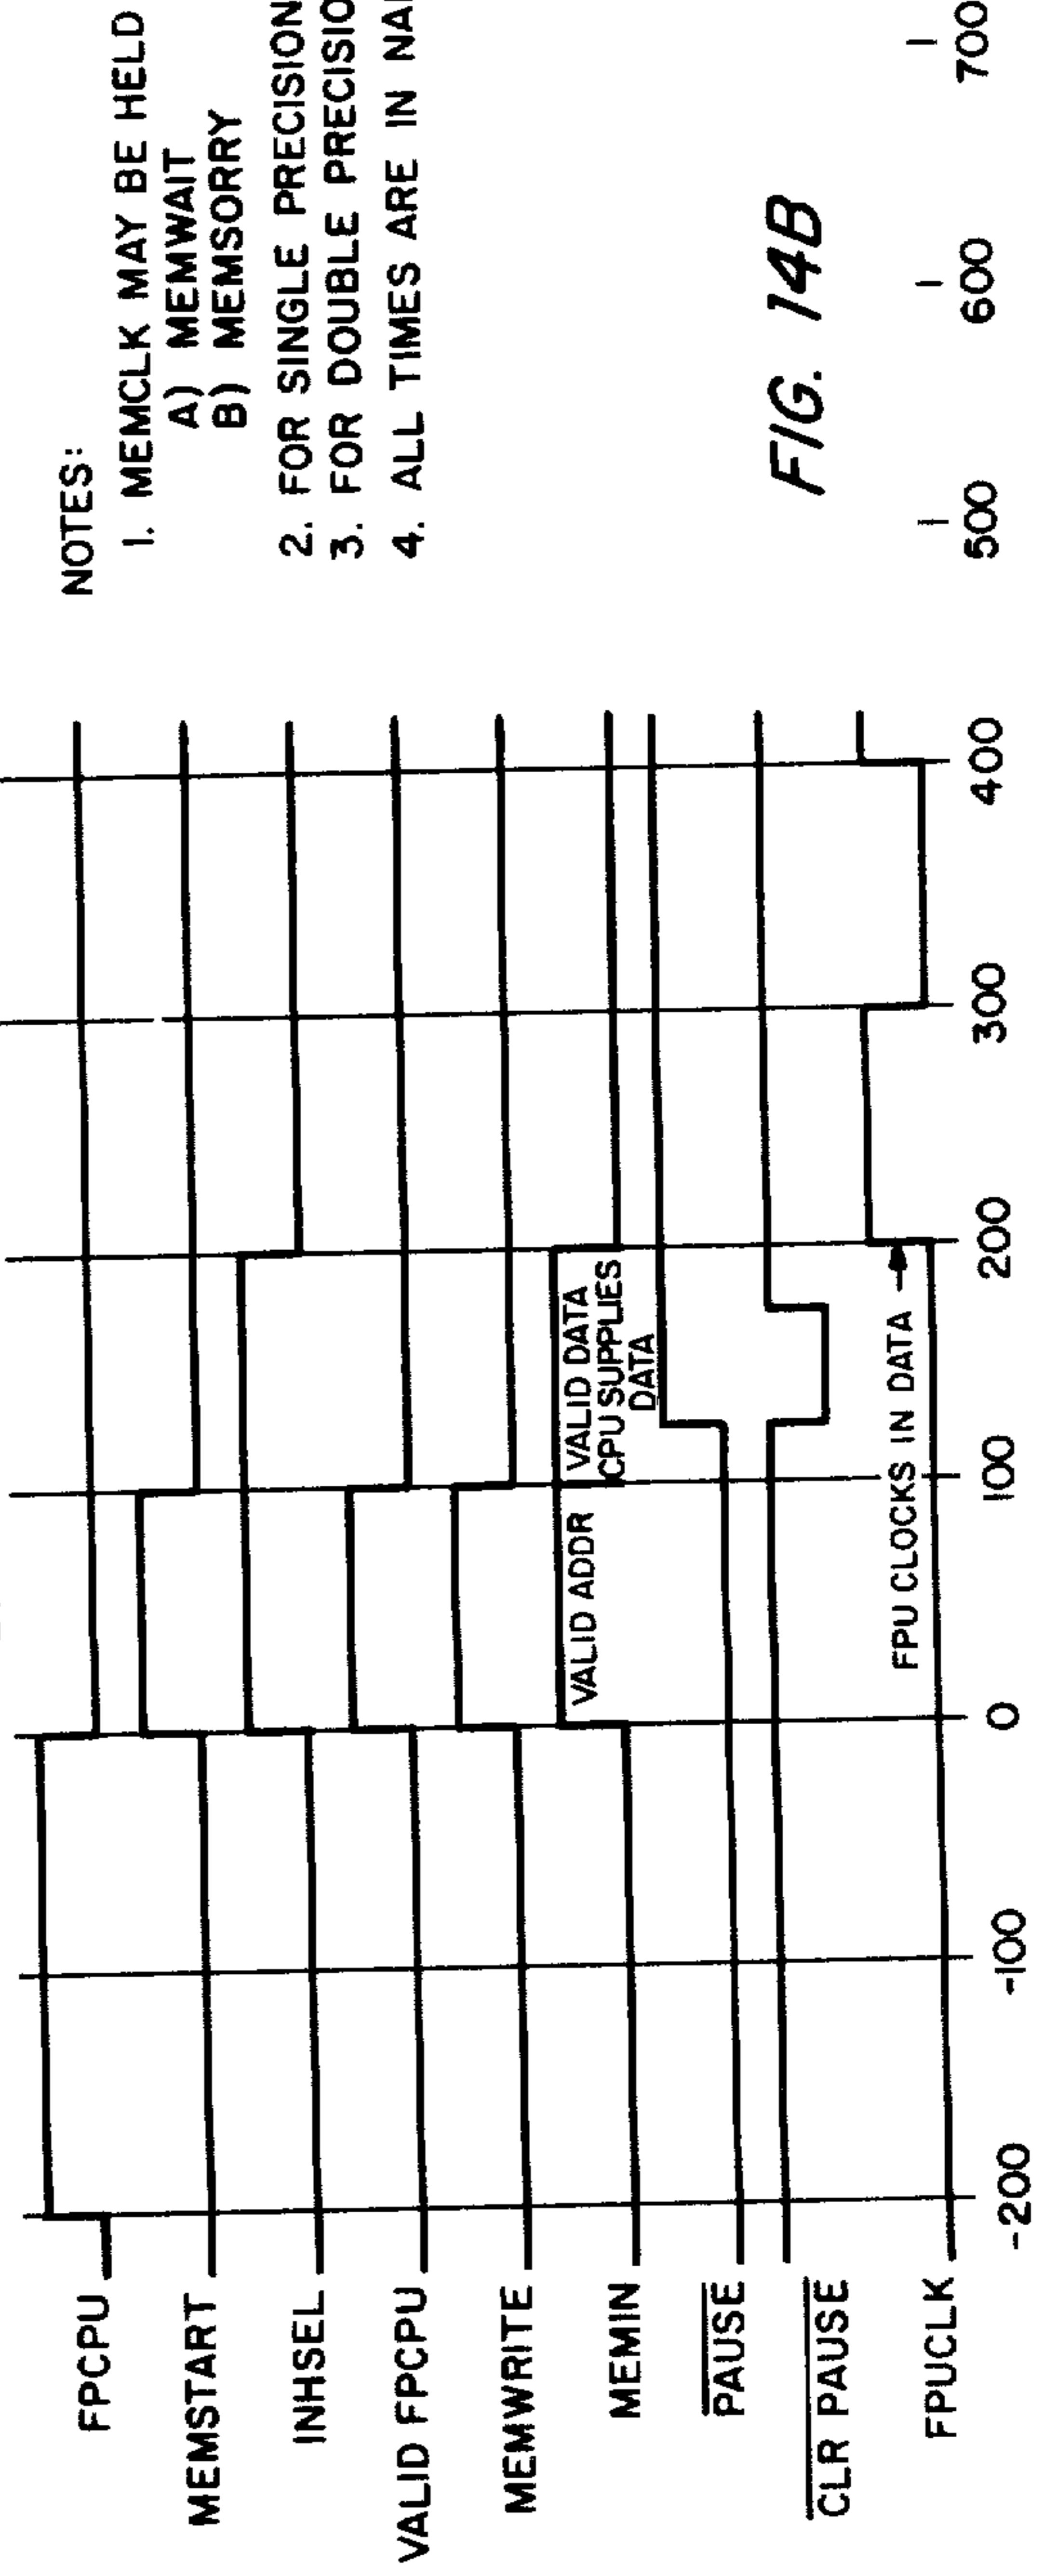 FPCPU
MEMSTART
INHSEL
VALID FPCPU
MEMWRITE
MEMIN
VALID ADDR
VALID DATA
CPU SUPPLIES
DATA
PAUSE
CLR PAUSE
FPUCLK
FPU CLOCKS IN DATA
-200 -100 0 100 200 300 400 500 600 700
NOTES:
1. MEMCLK MAY BE HELD
A) MEMWAIT
B) MEMSORRY
2. FOR SINGLE PRECISION
3. FOR DOUBLE PRECISIO
4. ALL TIMES ARE IN NA
FIG. 14B